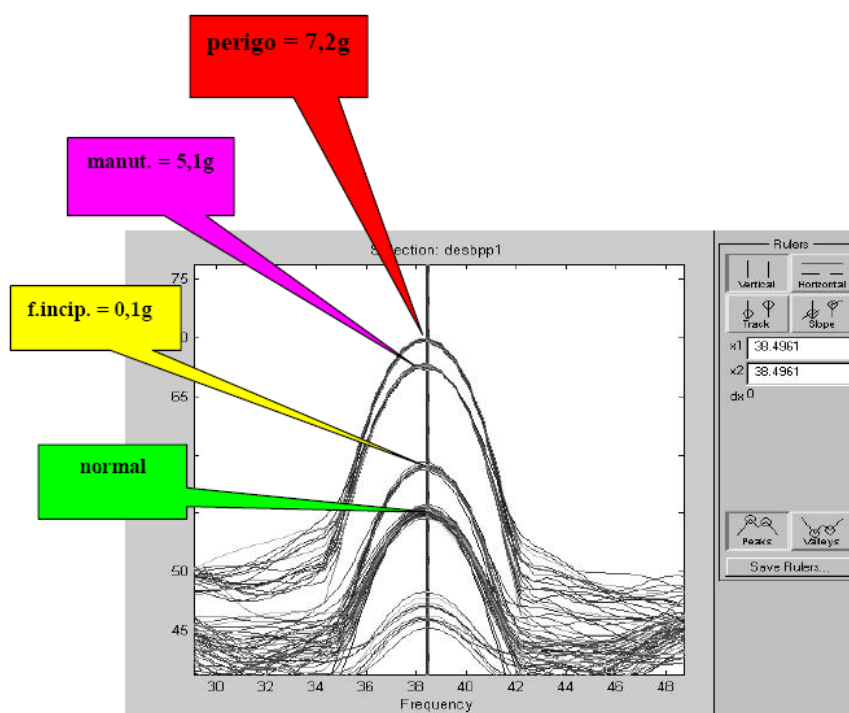 perigo = 7,2g
manut. = 5,1g
f.incip. = 0,1g
normal
desbpp1
75
65
50
45
30
32
34
36
38
40
42
44
46
48
Frequency
Rulers
Vertical
Horizontal
Track
Slope
x1 38.4961
x2 38.4961
dx 0
Peaks
Valleys
Save Rulers...